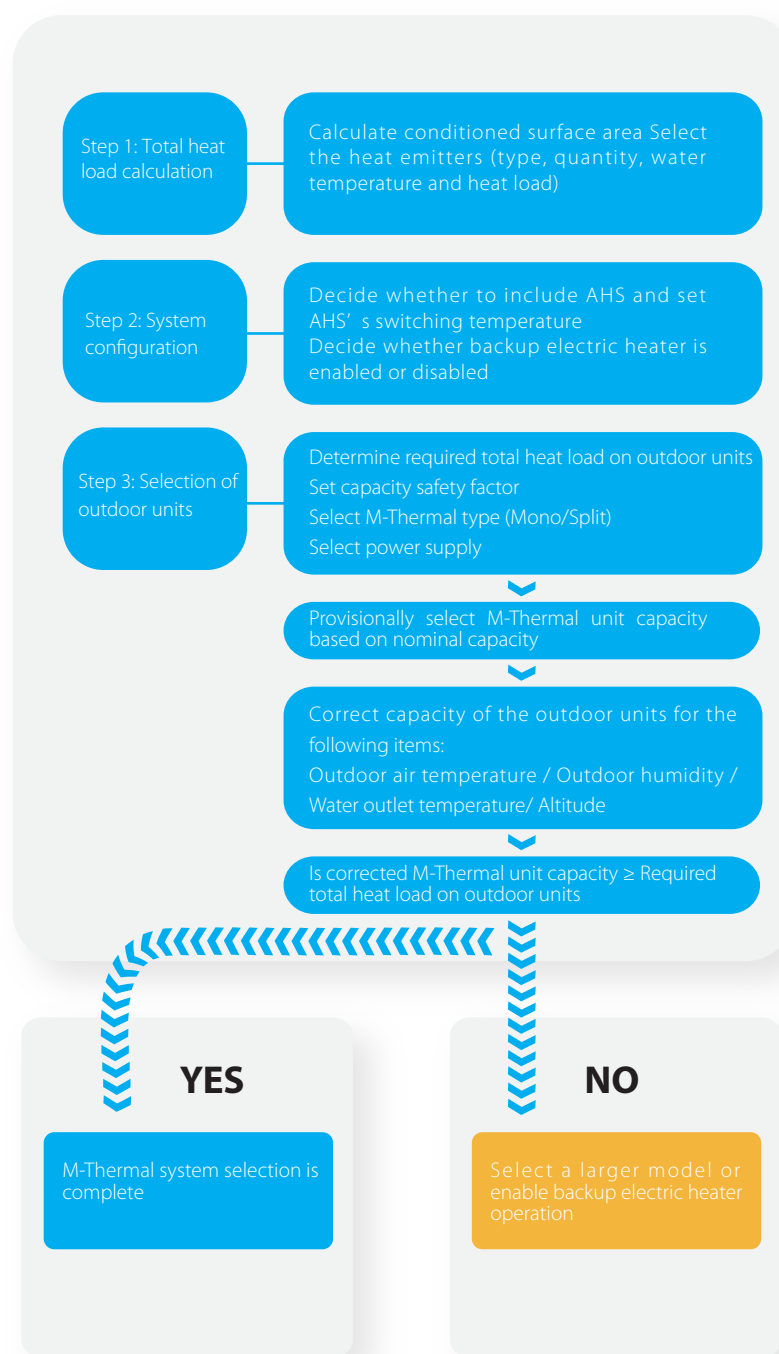 Step 1: Total heat
load calculation
Calculate conditioned surface area Select
the heat emitters (type, quantity, water
temperature and heat load)
Step 2: System
configuration
Decide whether to include AHS and set
AHS’ s switching temperature
Decide whether backup electric heater is
enabled or disabled
Step 3: Selection of
outdoor units
Determine required total heat load on outdoor units
Set capacity safety factor
Select M-Thermal type (Mono/Split)
Select power supply
Provisionally select M-Thermal unit capacity
based on nominal capacity
Correct capacity of the outdoor units for the
following items:
Outdoor air temperature / Outdoor humidity /
Water outlet temperature/ Altitude
Is corrected M-Thermal unit capacity ≥ Required
total heat load on outdoor units
YES
M-Thermal system selection is
complete
NO
Select a larger model or
enable backup electric heater
operation